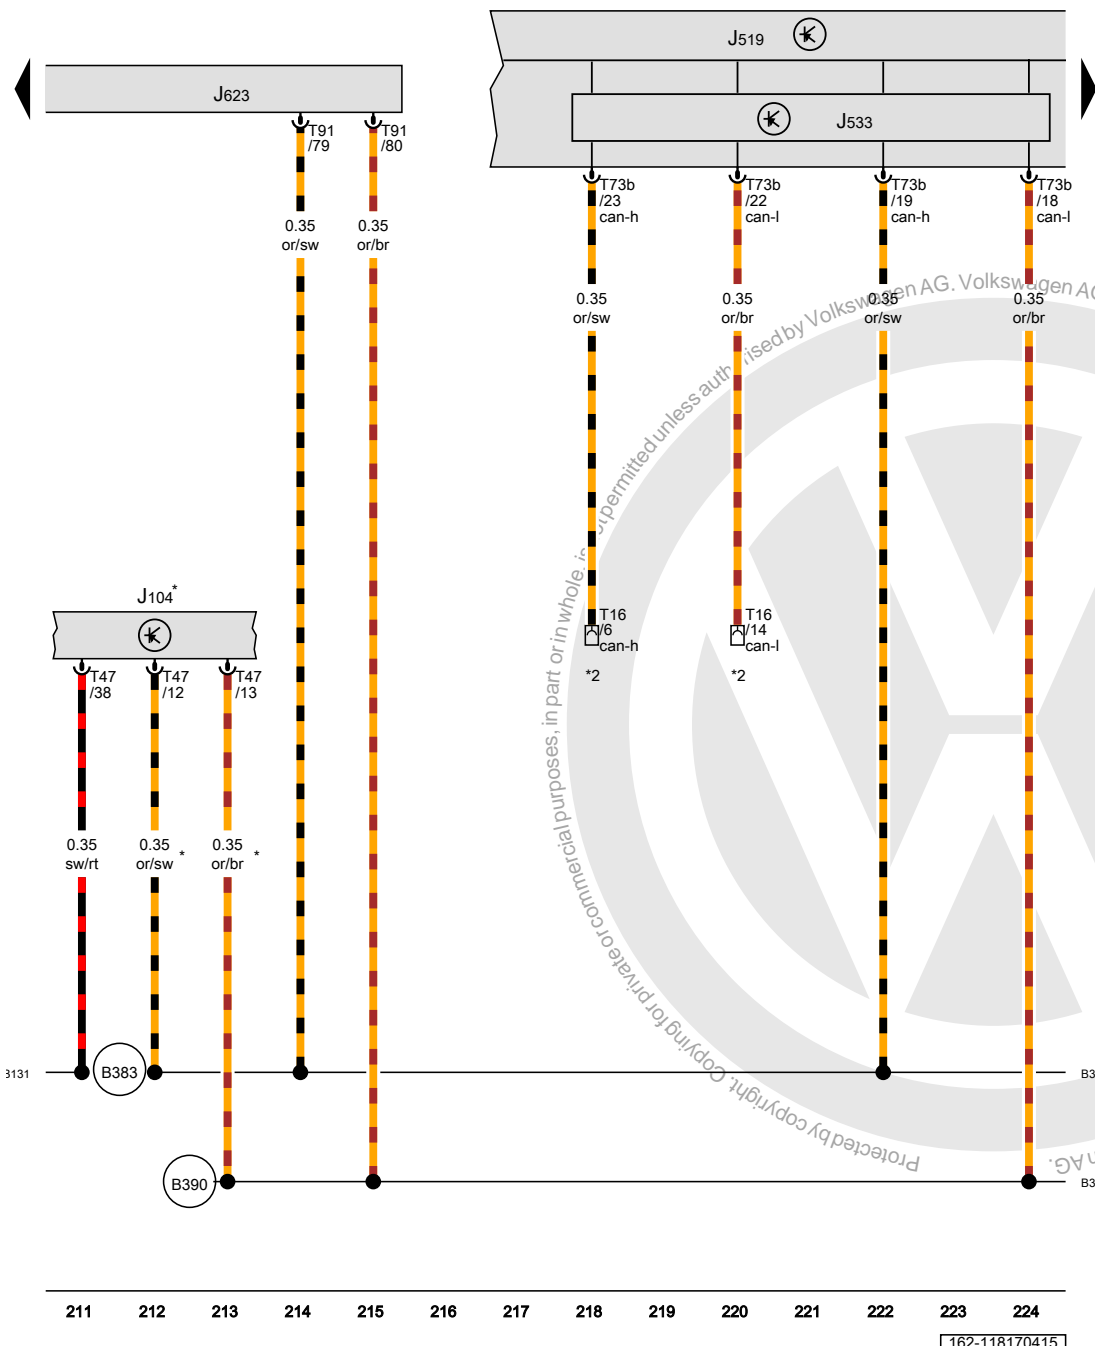 J519
J623
J533
T91
/79
T91
/80
T73b
/23
can-h
T73b
/22
can-l
T73b
/19
can-h
T73b
/18
can-l
0.35
or/sw
0.35
or/br
0.35
or/sw
0.35
or/br
0.35
or/sw
0.35
or/br
J104*
T16
/6
can-h
T16
/14
can-l
*2
*2
T47
/38
T47
/12
T47
/13
0.35
sw/rt
0.35
or/sw *
0.35
or/br *
B131
B383
B3
B390
B3
211 212 213 214 215 216 217 218 219 220 221 222 223 224
162-118170415
Protected by copyright. Copying for private or commercial purposes, in part or in whole, is not permitted unless authorised by Volkswagen AG. Volkswagen AG
n AG.